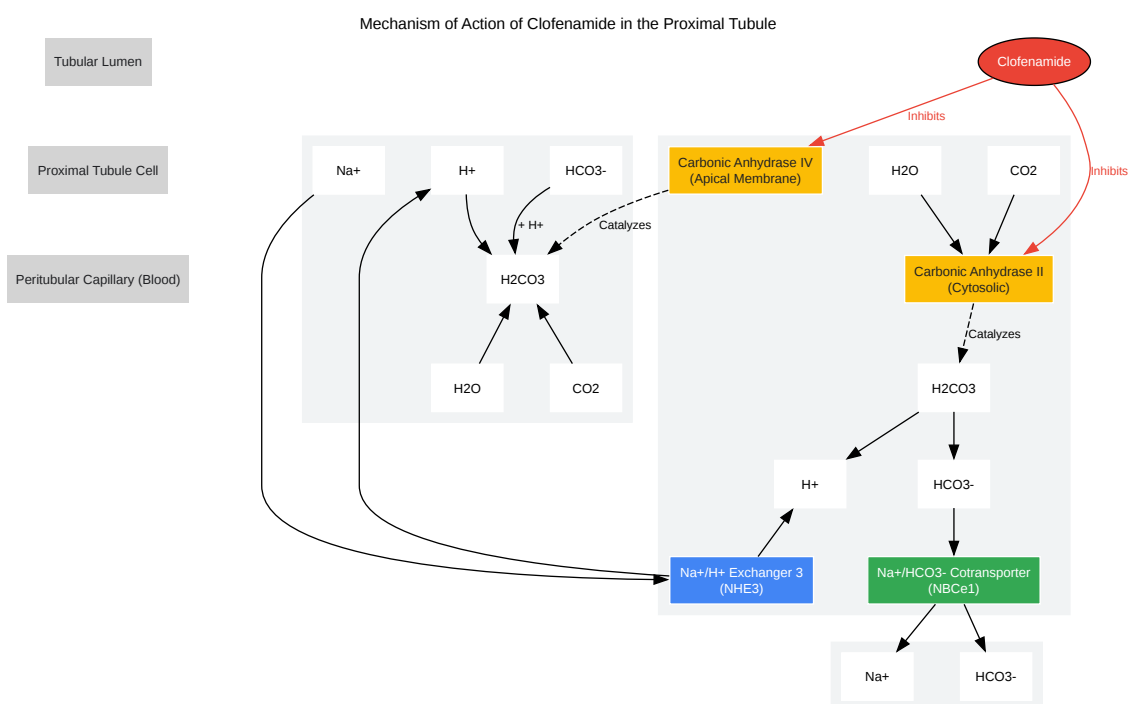 Mechanism of Action of Clofenamide in the Proximal Tubule
Tubular Lumen
Clofenamide
Inhibits
Proximal Tubule Cell
Na+
H+
HCO3-
Carbonic Anhydrase IV
(Apical Membrane)
H2O
CO2
Inhibits
+ H+
Catalyzes
Peritubular Capillary (Blood)
H2CO3
Carbonic Anhydrase II
(Cytosolic)
Catalyzes
H2O
CO2
H2CO3
H+
HCO3-
Na+/H+ Exchanger 3
(NHE3)
Na+/HCO3- Cotransporter
(NBCe1)
Na+
HCO3-